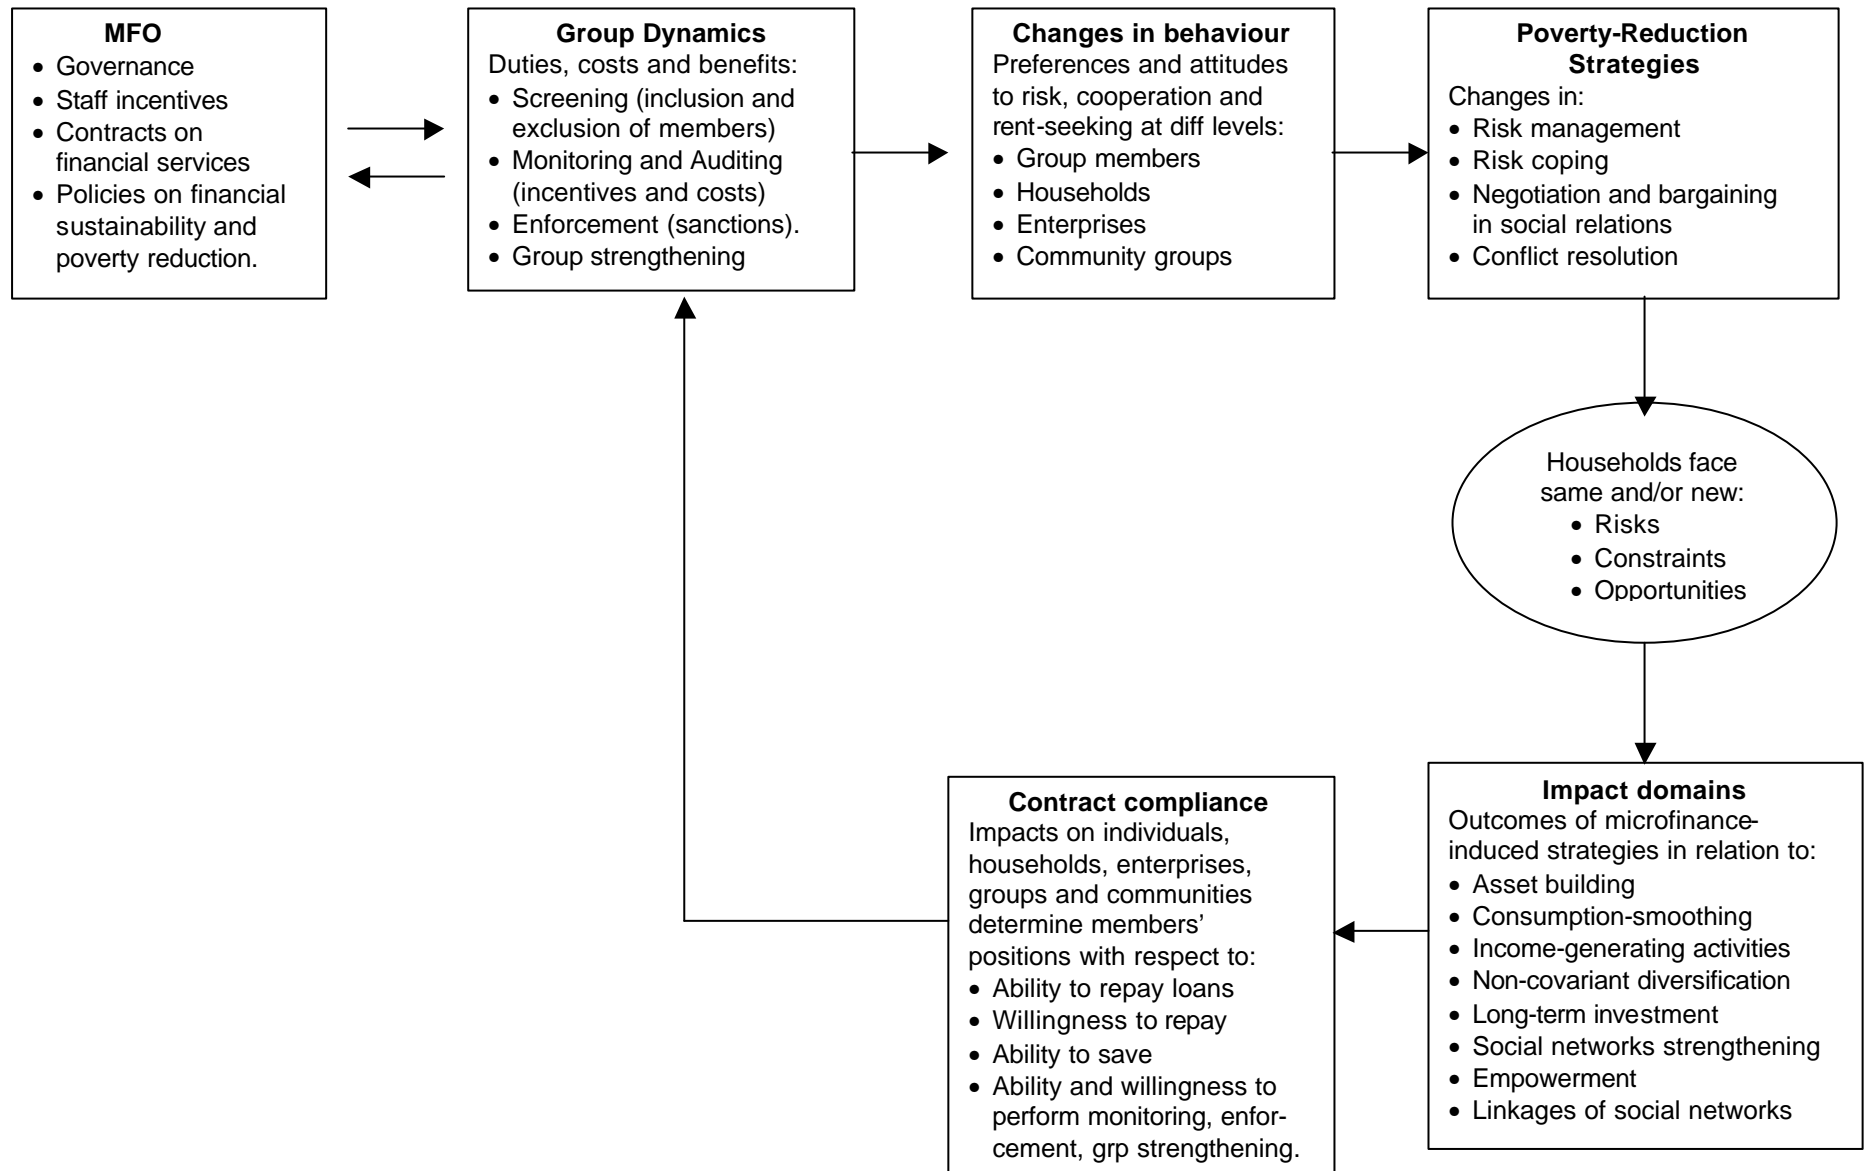 MFO
• Governance
• Staff incentives
• Contracts on
financial services
• Policies on financial
sustainability and
poverty reduction.
Group Dynamics
Duties, costs and benefits:
• Screening (inclusion and
exclusion of members)
• Monitoring and Auditing
(incentives and costs)
• Enforcement (sanctions).
• Group strengthening
Changes in behaviour
Preferences and attitudes
to risk, cooperation and
rent-seeking at diff levels:
• Group members
• Households
• Enterprises
• Community groups
Poverty-Reduction
Strategies
Changes in:
• Risk management
• Risk coping
• Negotiation and bargaining
in social relations
• Conflict resolution
Households face
same and/or new:
• Risks
• Constraints
• Opportunities
Impact domains
Outcomes of microfinance-
induced strategies in relation to:
• Asset building
• Consumption-smoothing
• Income-generating activities
• Non-covariant diversification
• Long-term investment
• Social networks strengthening
• Empowerment
• Linkages of social networks
Contract compliance
Impacts on individuals,
households, enterprises,
groups and communities
determine members’
positions with respect to:
• Ability to repay loans
• Willingness to repay
• Ability to save
• Ability and willingness to
perform monitoring, enfor-
cement, grp strengthening.